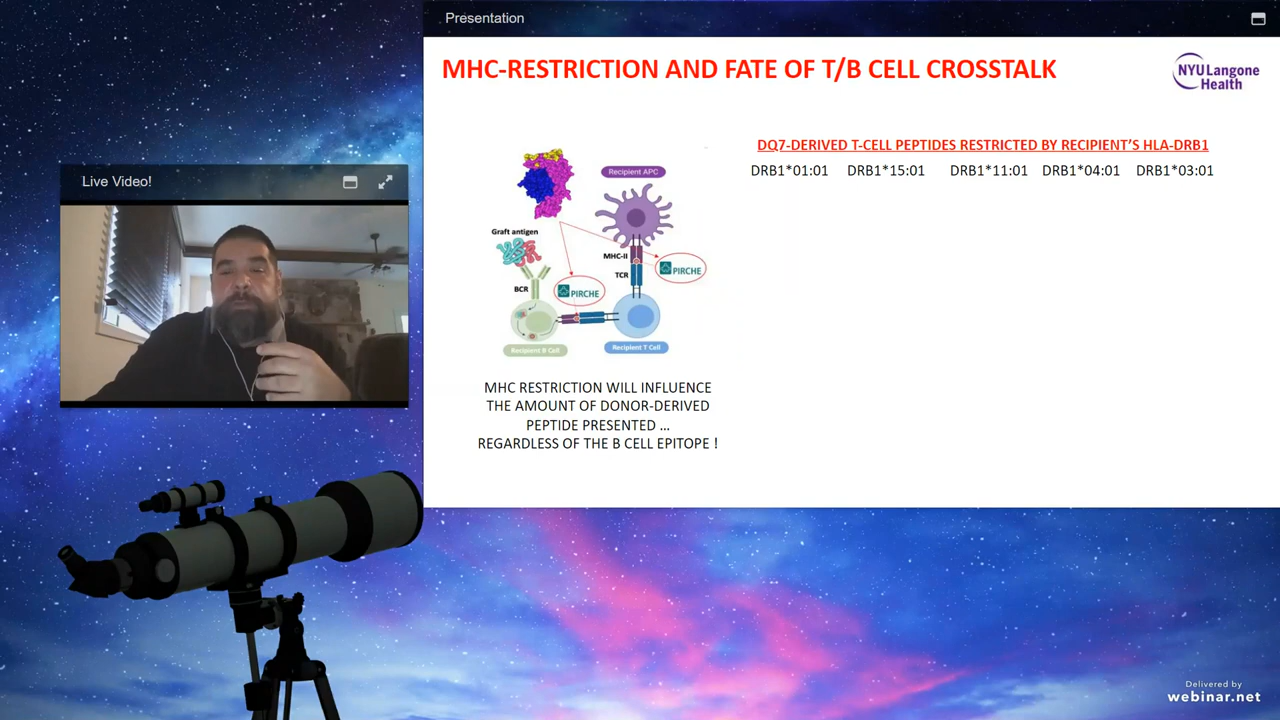 Presentation
MHC-RESTRICTION AND FATE OF T/B CELL CROSSTALK
NYU Langone
Health
Live Video!
DQ7-DERIVED T-CELL PEPTIDES RESTRICTED BY RECIPIENT'S HLA-DRB1
DRB1*01:01 DRB1*15:01 DRB1*11:01 DRB1*04:01 DRB1*03:01
Recipient APC
Graft antigen
MHC-II
PIRCHE
TCR
BCR
PIRCHE
Recipient B Cell
Recipient T Cell
MHC RESTRICTION WILL INFLUENCE
THE AMOUNT OF DONOR-DERIVED
PEPTIDE PRESENTED ...
REGARDLESS OF THE B CELL EPITOPE !
Delivered by
webinar.net